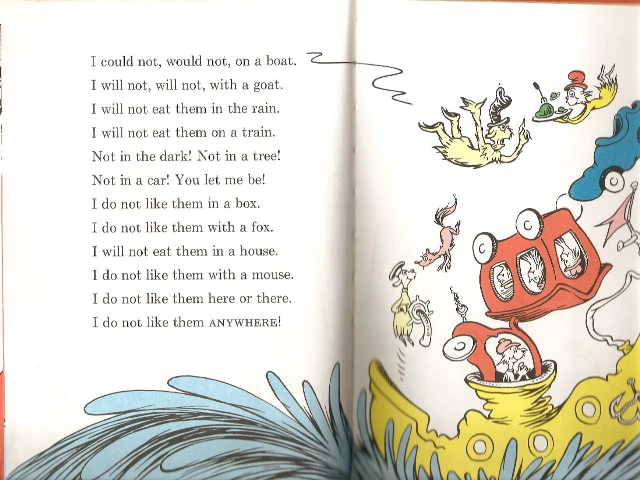 I could not, would not, on a boat.
I will not, will not, with a goat.
I will not eat them in the rain.
I will not eat them on a train.
Not in the dark! Not in a tree!
Not in a car! You let me be!
I do not like them in a box.
I do not like them with a fox.
I will not eat them in a house.
I do not like them with a mouse.
I do not like them here or there.
I do not like them ANYWHERE!